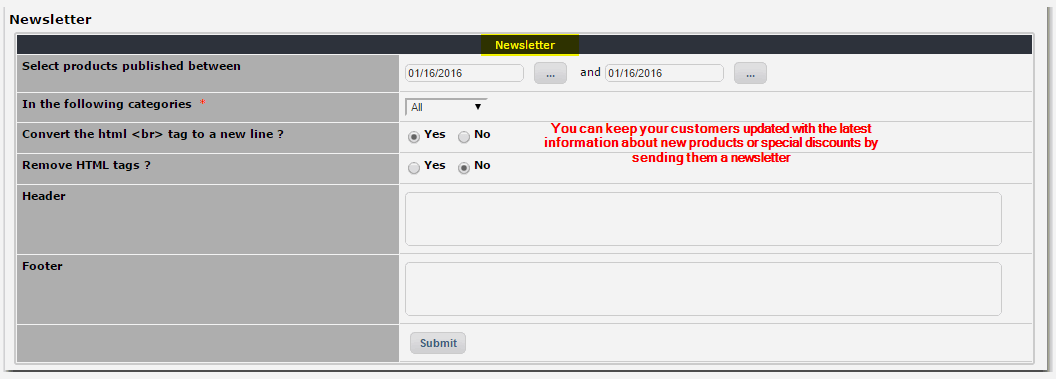 Newsletter
Newsletter
Select products published between
01/16/2016 ... and 01/16/2016 ...
In the following categories *
All
Convert the html <br> tag to a new line ?
Yes No
You can keep your customers updated with the latest
information about new products or special discounts by
sending them a newsletter
Remove HTML tags ?
Yes No
Header
Footer
Submit